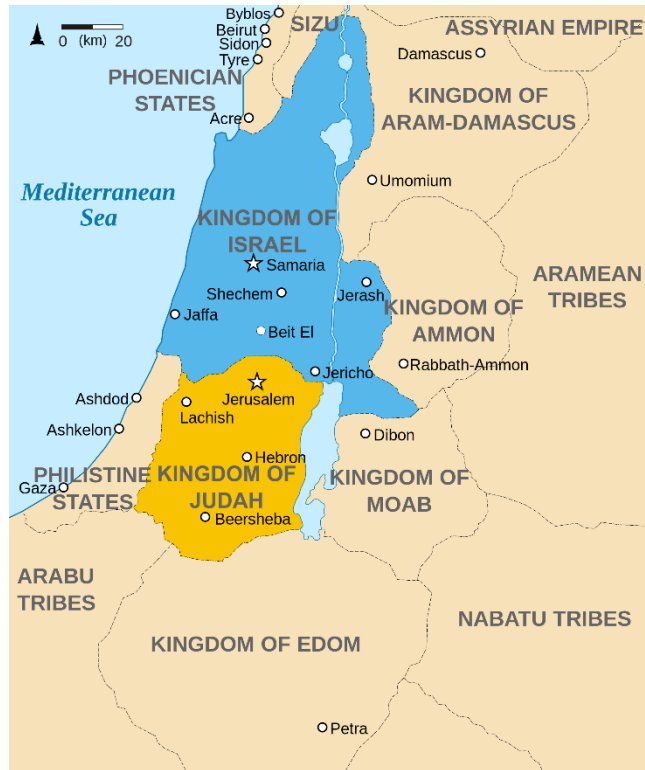 Byblos
Beirut
Sidon
Tyre
0 (km) 20
SIZU
ASSYRIAN EMPIRE
Damascus
PHOENICIAN
STATES
KINGDOM OF
ARAM-DAMASCUS
Acre
Umomium
Mediterranean
Sea
KINGDOM OF
ISRAEL
Samaria
Shechem
Jerash
ARAMEAN
TRIBES
Jaffa
Beit El
KINGDOM OF
AMMON
Rabbath-Ammon
Jericho
Ashdod
Jerusalem
Lachish
Ashkelon
Dibon
Hebron
Gaza
PHILISTINE
STATES
KINGDOM OF
JUDAH
KINGDOM OF
MOAB
Beersheba
ARABU
TRIBES
NABATU TRIBES
KINGDOM OF EDOM
Petra